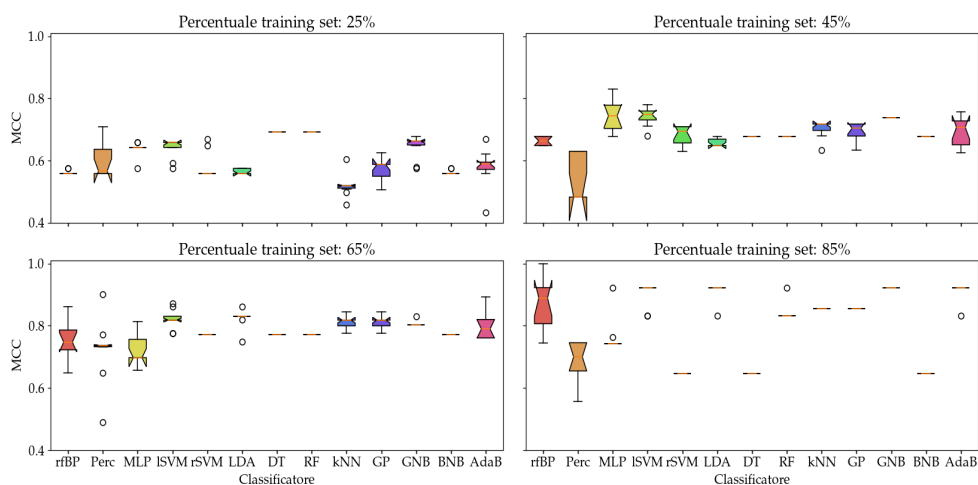 Percentuale training set: 25%
Percentuale training set: 45%
1.0
0.8
0.6
0.4
MCC
Percentuale training set: 65%
Percentuale training set: 85%
1.0
0.8
0.6
0.4
MCC
rfBP Perc MLP lSVM rSVM LDA DT RF kNN GP GNB BNB AdaB
rfBP Perc MLP lSVM rSVM LDA DT RF kNN GP GNB BNB AdaB
Classificatore
Classificatore